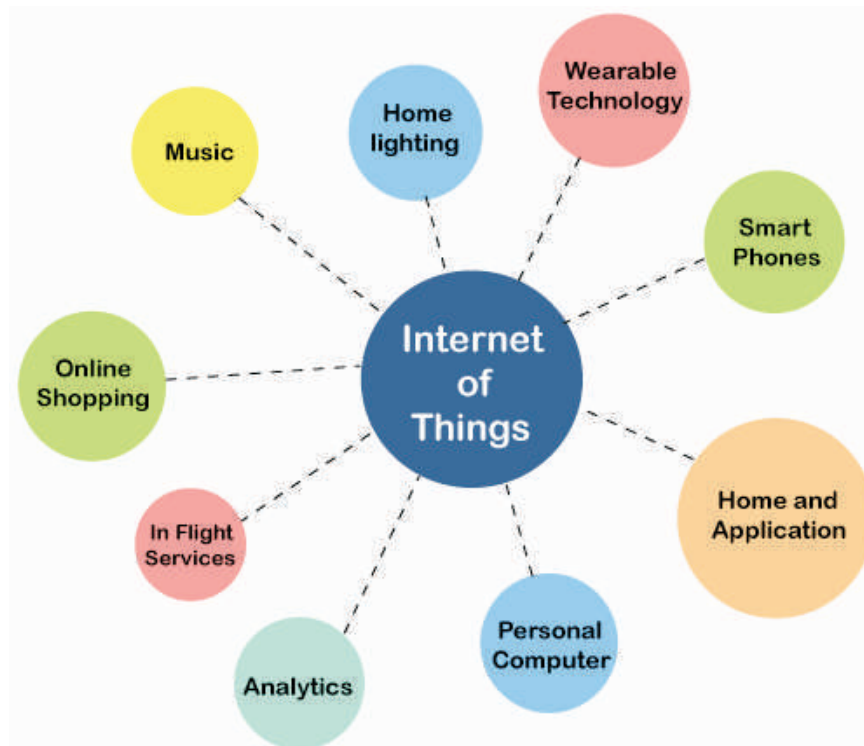 Wearable
Technology
Home
lighting
Music
Smart
Phones
Internet
of
Things
Online
Shopping
Home and
Application
In Flight
Services
Personal
Computer
Analytics